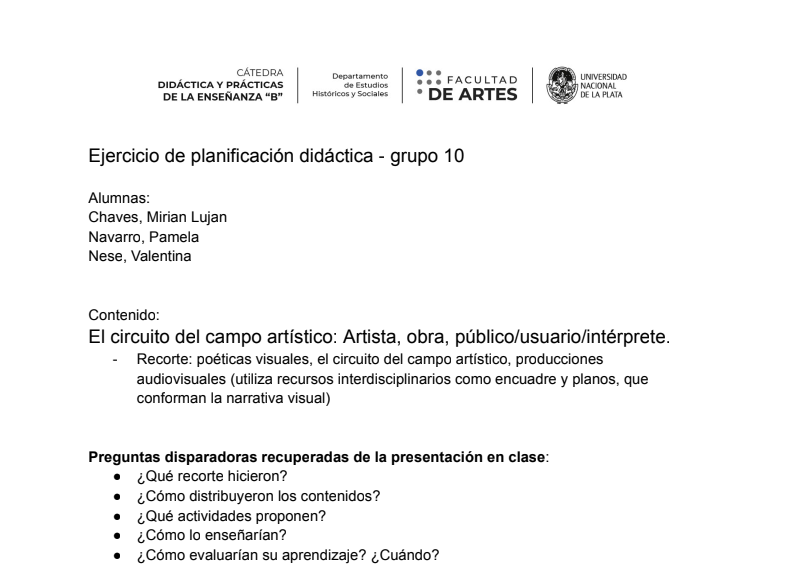 CÁTEDRA
DIDÁCTICA Y PRÁCTICAS
DE LA ENSEÑANZA “B”
Departamento
de Estudios
Históricos y Sociales
FACULTAD
DE ARTES
UNIVERSIDAD
NACIONAL
DE LA PLATA
Ejercicio de planificación didáctica - grupo 10
Alumnas:
Chaves, Mirian Lujan
Navarro, Pamela
Nese, Valentina
Contenido:
El circuito del campo artístico: Artista, obra, público/usuario/intérprete.
- Recorte: poéticas visuales, el circuito del campo artístico, producciones
audiovisuales (utiliza recursos interdisciplinarios como encuadre y planos, que
conforman la narrativa visual)
Preguntas disparadoras recuperadas de la presentación en clase:
● ¿Qué recorte hicieron?
● ¿Cómo distribuyeron los contenidos?
● ¿Qué actividades proponen?
● ¿Cómo lo enseñarían?
● ¿Cómo evaluarían su aprendizaje? ¿Cuándo?